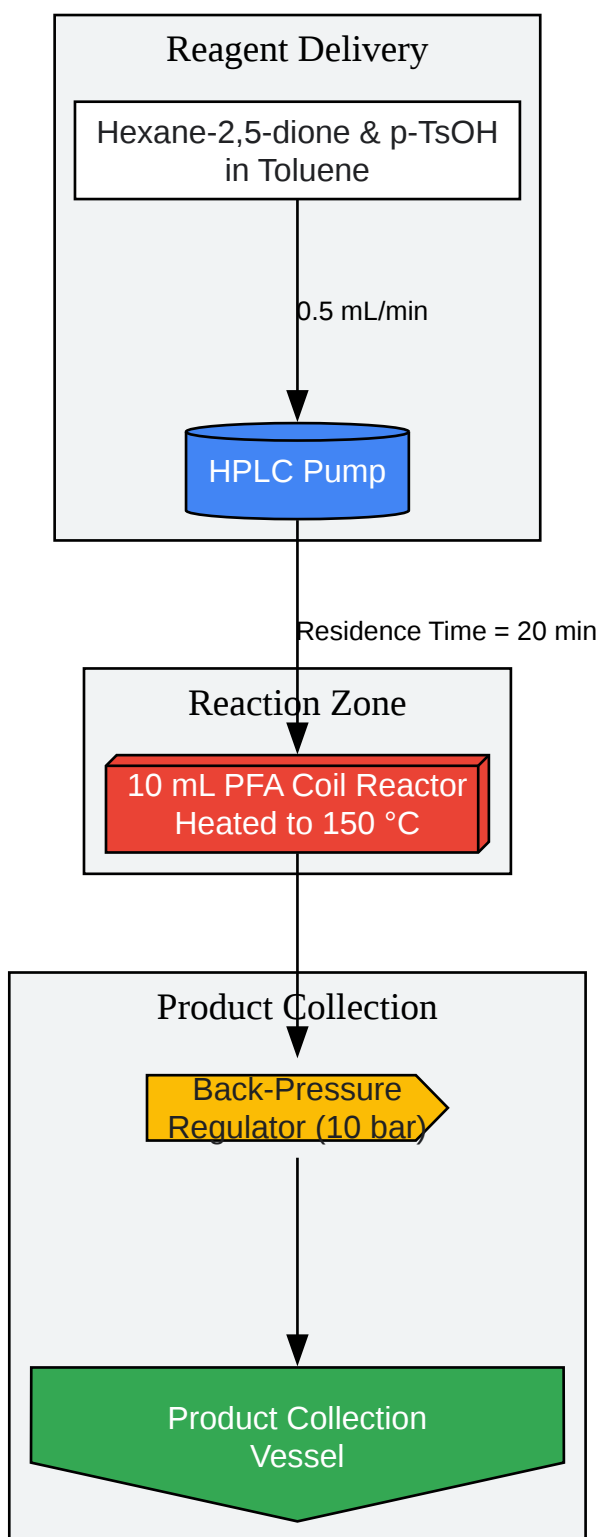 Reagent Delivery
Hexane-2,5-dione & p-TsOH
in Toluene
0.5 mL/min
HPLC Pump
Residence Time = 20 min
Reaction Zone
10 mL PFA Coil Reactor
Heated to 150 °C
Product Collection
Back-Pressure
Regulator (10 bar)
Product Collection
Vessel